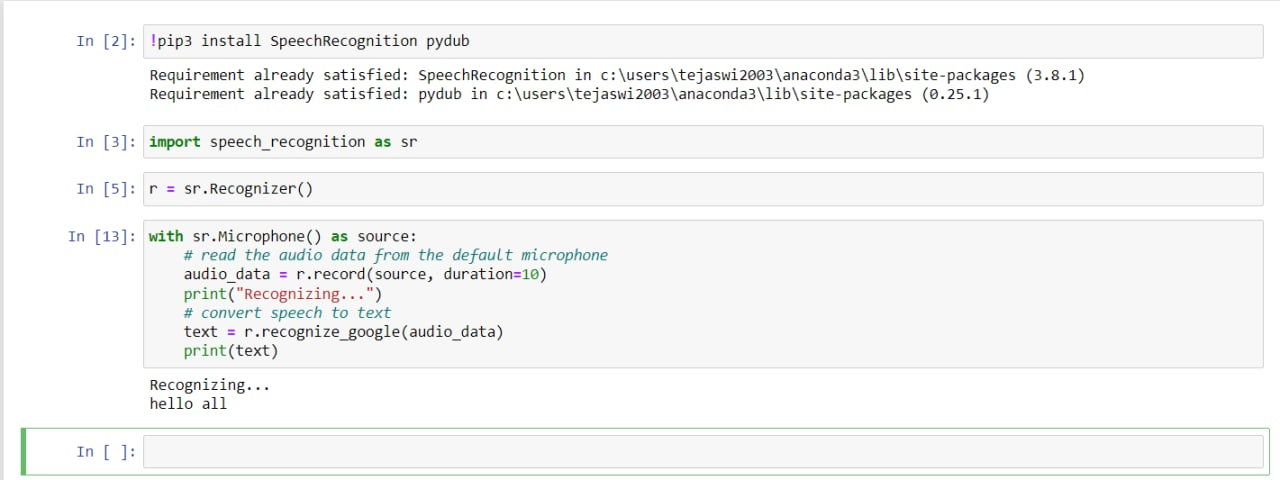 In [2]: !pip3 install SpeechRecognition pydub
Requirement already satisfied: SpeechRecognition in c:\users\tejaswi2003\anaconda3\lib\site-packages (3.8.1)
Requirement already satisfied: pydub in c:\users\tejaswi2003\anaconda3\lib\site-packages (0.25.1)
In [3]: import speech_recognition as sr
In [5]: r = sr.Recognizer()
In [13]: with sr.Microphone() as source:
    # read the audio data from the default microphone
    audio_data = r.record(source, duration=10)
    print("Recognizing...")
    # convert speech to text
    text = r.recognize_google(audio_data)
    print(text)
Recognizing...
hello all
In [ ]: